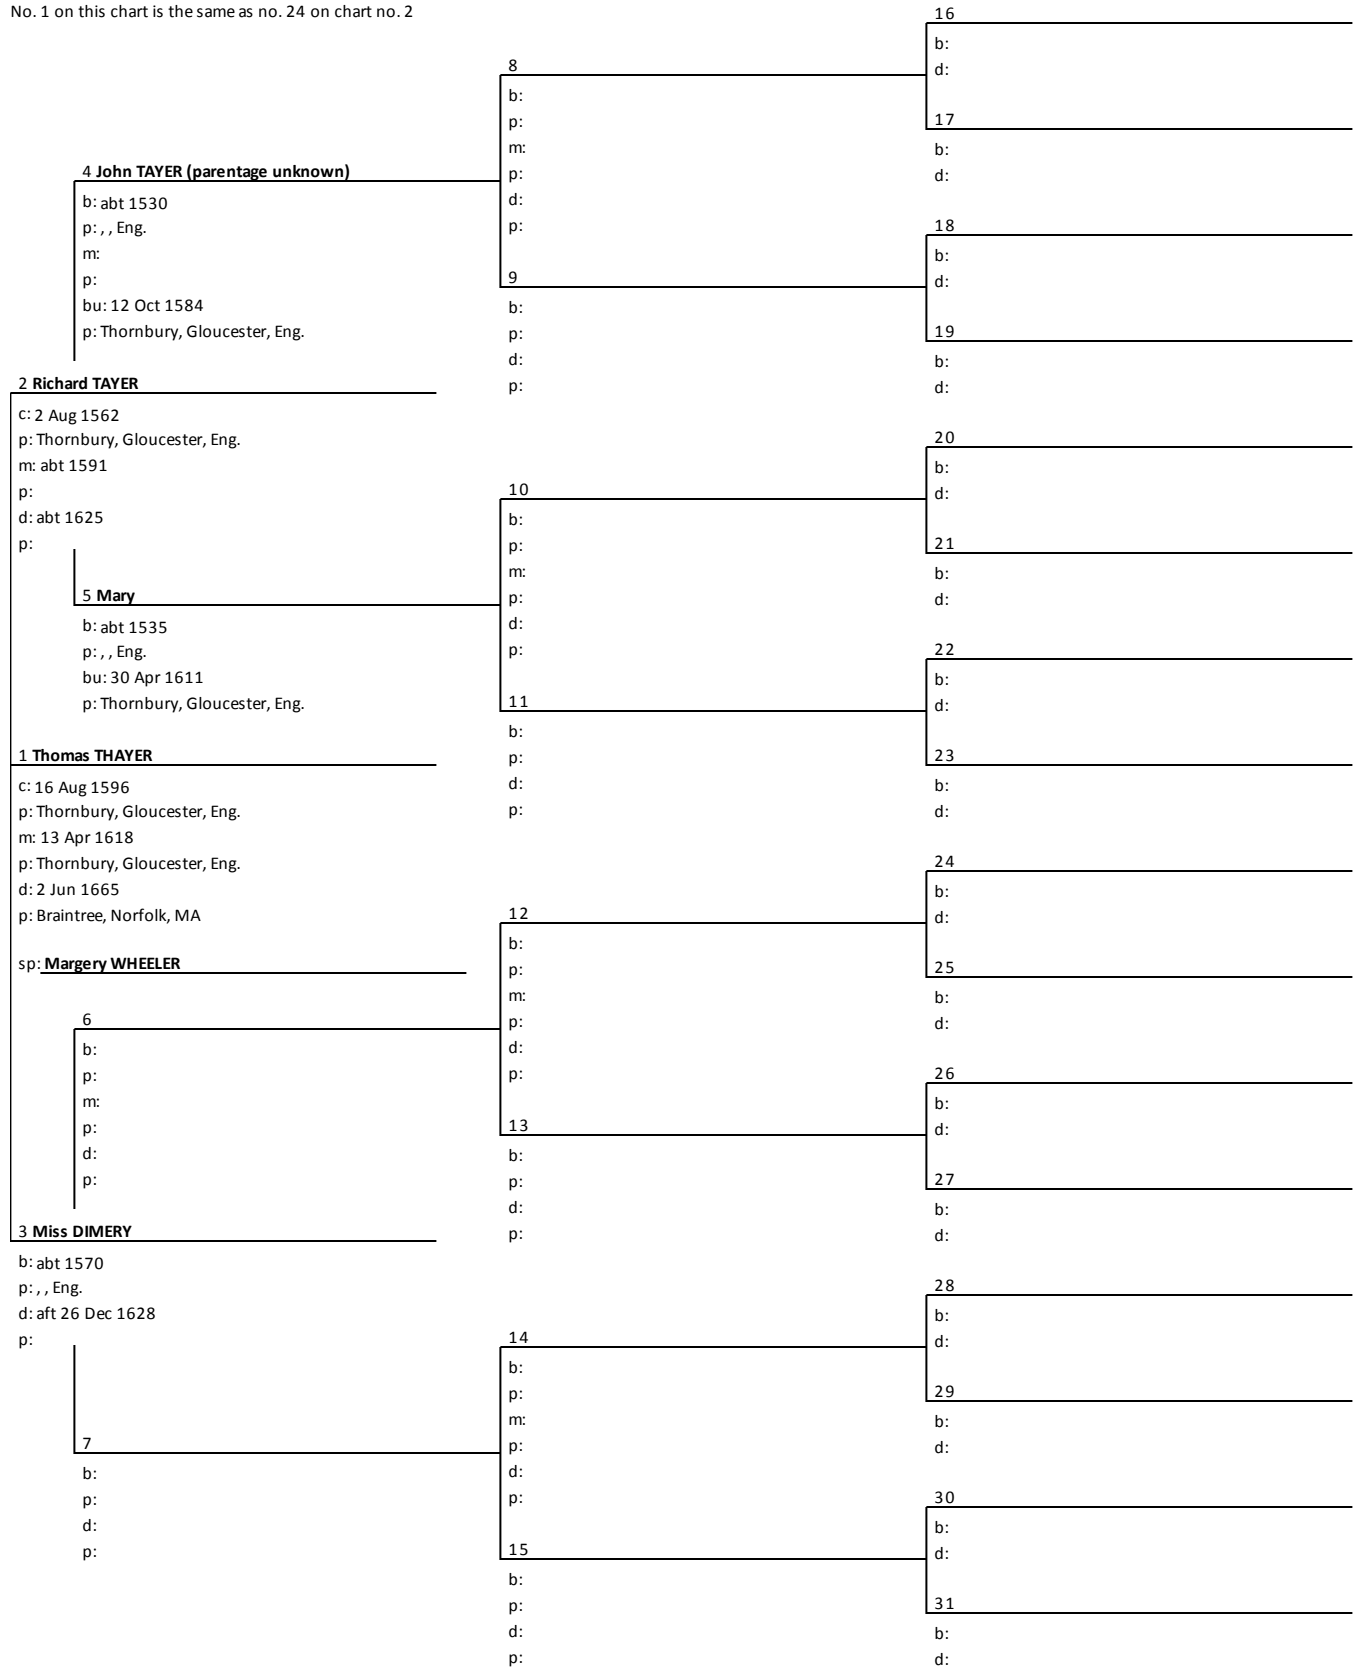 No. 1 on this chart is the same as no. 24 on chart no. 2
16
b:
d:
8
b:
p:
m:
p:
d:
p:
17
b:
d:
4 John TAYER (parentage unknown)
b: abt 1530
p: , , Eng.
m:
p:
bu: 12 Oct 1584
p: Thornbury, Gloucester, Eng.
18
b:
d:
9
b:
p:
d:
p:
19
b:
d:
2 Richard TAYER
c: 2 Aug 1562
p: Thornbury, Gloucester, Eng.
m: abt 1591
p:
d: abt 1625
p:
20
b:
d:
10
b:
p:
m:
p:
d:
p:
21
b:
d:
5 Mary
b: abt 1535
p: , , Eng.
bu: 30 Apr 1611
p: Thornbury, Gloucester, Eng.
22
b:
d:
11
b:
p:
d:
p:
23
b:
d:
1 Thomas THAYER
c: 16 Aug 1596
p: Thornbury, Gloucester, Eng.
m: 13 Apr 1618
p: Thornbury, Gloucester, Eng.
d: 2 Jun 1665
p: Braintree, Norfolk, MA
sp: Margery WHEELER
24
b:
d:
12
b:
p:
m:
p:
d:
p:
25
b:
d:
6
b:
p:
m:
p:
d:
p:
26
b:
d:
13
b:
p:
d:
p:
27
b:
d:
3 Miss DIMERY
b: abt 1570
p: , , Eng.
d: aft 26 Dec 1628
p:
28
b:
d:
14
b:
p:
m:
p:
d:
p:
29
b:
d:
7
b:
p:
d:
p:
30
b:
d:
15
b:
p:
d:
p:
31
b:
d: